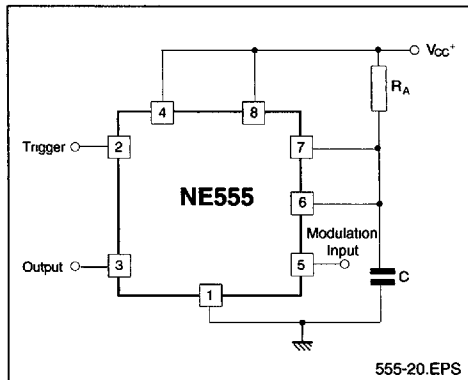 VCC+
RA
4
8
Trigger
2
7
NE555
6
Modulation
Input
Output
3
5
C
1
555-20.EPS